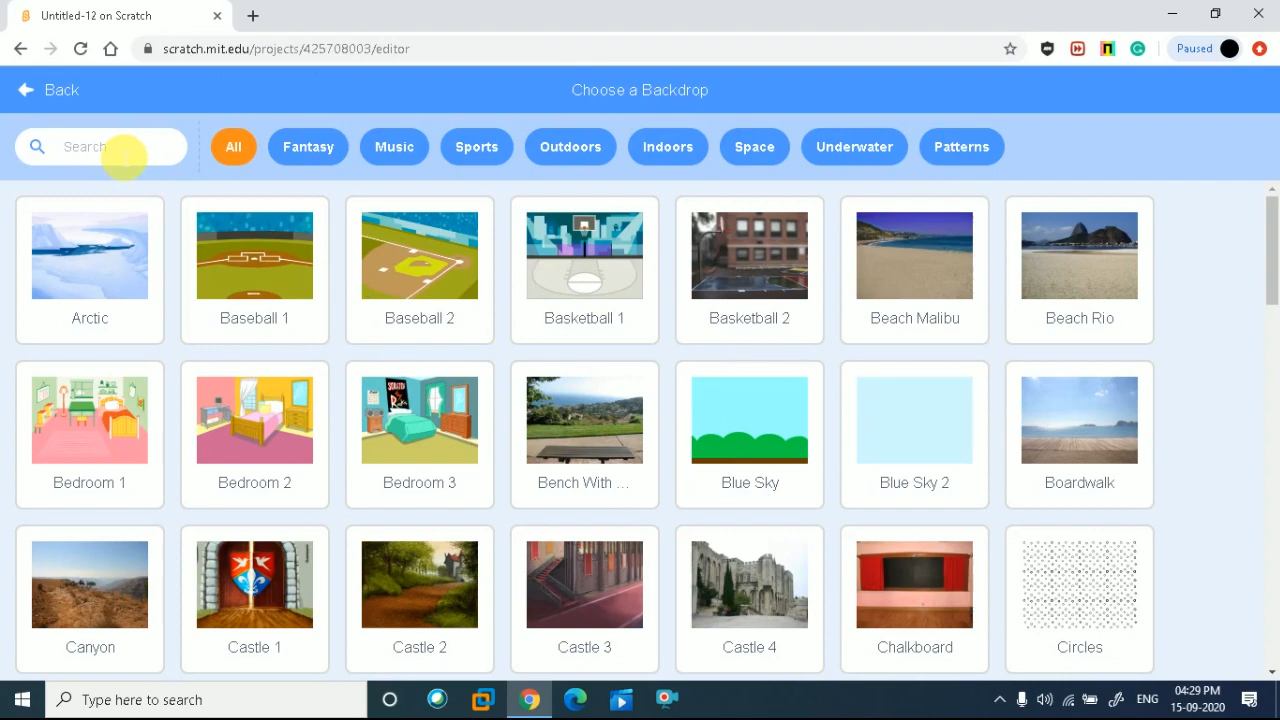 Untitled-12 on Scratch
scratch.mit.edu/projects/425708003/editor
Paused
Back
Choose a Backdrop
Search
All
Fantasy
Music
Sports
Outdoors
Indoors
Space
Underwater
Patterns
Arctic
Baseball 1
Baseball 2
Basketball 1
Basketball 2
Beach Malibu
Beach Rio
Bedroom 1
Bedroom 2
Bedroom 3
Bench With ...
Blue Sky
Blue Sky 2
Boardwalk
Canyon
Castle 1
Castle 2
Castle 3
Castle 4
Chalkboard
Circles
Type here to search
ENG
04:29 PM
15-09-2020